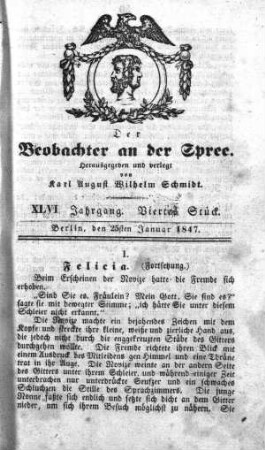 Der
Beobachter an der Spree.
Herausgegeben und verlegt
von
Karl August Wilhelm Schmidt.
XLVI. Jahrgang. Viertes Stück.
Berlin, den 25sten Januar 1847.
I.
Felicia. (Fortsetzung.)
Beim Erscheinen der Novize hatte die Fremde sich
erhoben.
„Sind Sie es, Fräulein? Mein Gott, Sie sind es?"
sagte sie mit bewegter Stimme; „ich hätte Sie unter diesem
Schleier nicht erkannt."
Die Novize machte ein bejahendes Zeichen mit dem
Kopfe und streckte ihre kleine, weiße und zierliche Hand aus,
die jedoch nicht durch die enggekreuzten Stäbe des Gitters
durchgehen wollte. Die Fremde richtete ihren Blick mit
einem Ausdruck des Mitleidens gen Himmel und eine Thräne
trat in ihr Auge. Die Novize weinte an der andern Seite
des Gitters unter ihrem Schleier, und während einiger Zeit
unterbrachen nur unterdrückte Seufzer und ein schwaches
Schluchzen die Stille des Sprachzimmers. Die junge
Nonne faßte sich endlich und setzte sich dicht an dem Gitter
nieder, um sich ihrem Besuch möglichst zu nähern. Sie